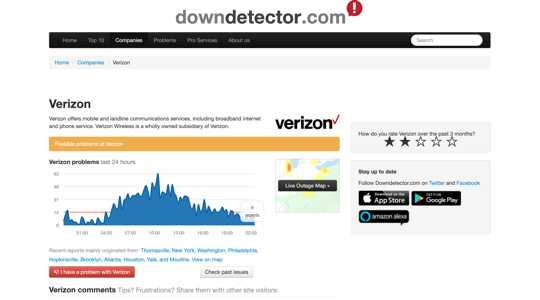 downdetector.com
Home Top 10 Companies Problems Pro Services About us Search
Home / Companies / Verizon
Verizon
Verizon offers mobile and landline communications services, including broadband internet
and phone service. Verizon Wireless is a wholly owned subsidiary of Verizon.
verizon
Possible problems at Verizon
Verizon problems last 24 hours
62
46
31
15
0
01:00 04:00 07:00 10:00 13:00 16:00 19:00 22:00
9
reports
Live Outage Map
Recent reports mainly originated from: Thomasville, New York, Washington, Philadelphia,
Hopkinsville, Brooklyn, Atlanta, Houston, Yale, and Moultrie. View on map
I have a problem with Verizon
Check past issues
Verizon comments Tips? Frustrations? Share them with other site visitors:
How do you rate Verizon over the past 3 months?
Stay up to date
Follow Downdetector.com on Twitter and Facebook
Download on the
App Store
GET IT ON
Google Play
amazon alexa